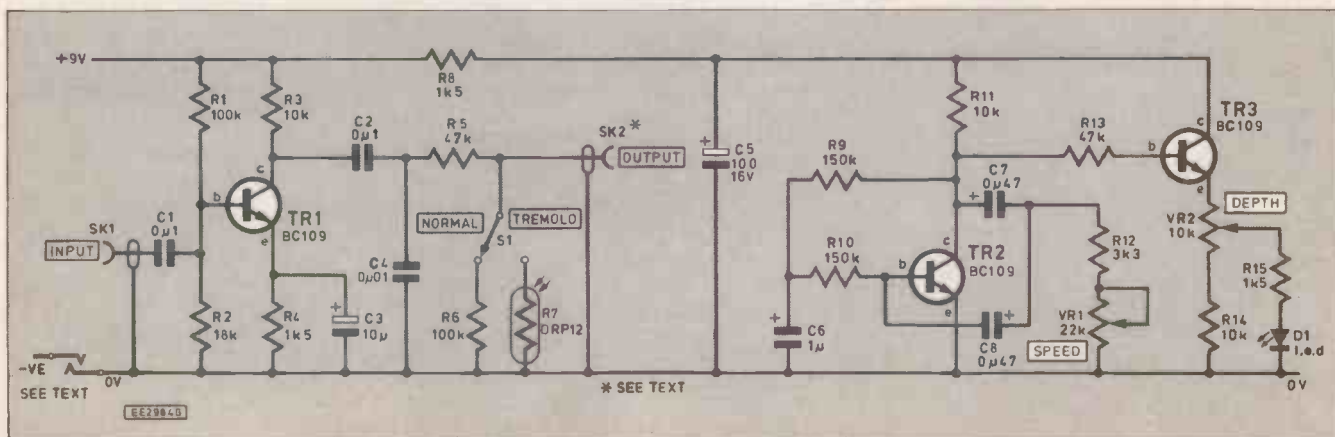 +9V
R1
100k
R3
10k
R8
1k5
C2
0µ1
R5
47k
SK2 *
OUTPUT
C5
100
16V
R11
10k
R13
47k
TR3
BC109
c
b
e
R9
150k
C7
0µ47
+
DEPTH
VR2
10k
SK1
INPUT
C1
0µ1
b
c
e
TR1
BC109
NORMAL
TREMOLO
S1
C4
0µ01
R10
150k
b
c
e
TR2
BC109
R12
3k3
R15
1k5
R2
18k
R4
1k5
C3
10µ
+
R6
100k
R7
ORP12
C6
1µ
+
C8
0µ47
+
VR1
22k
SPEED
R14
10k
D1
l.e.d
-VE
0V
SEE TEXT
* SEE TEXT
0V
EE2984G